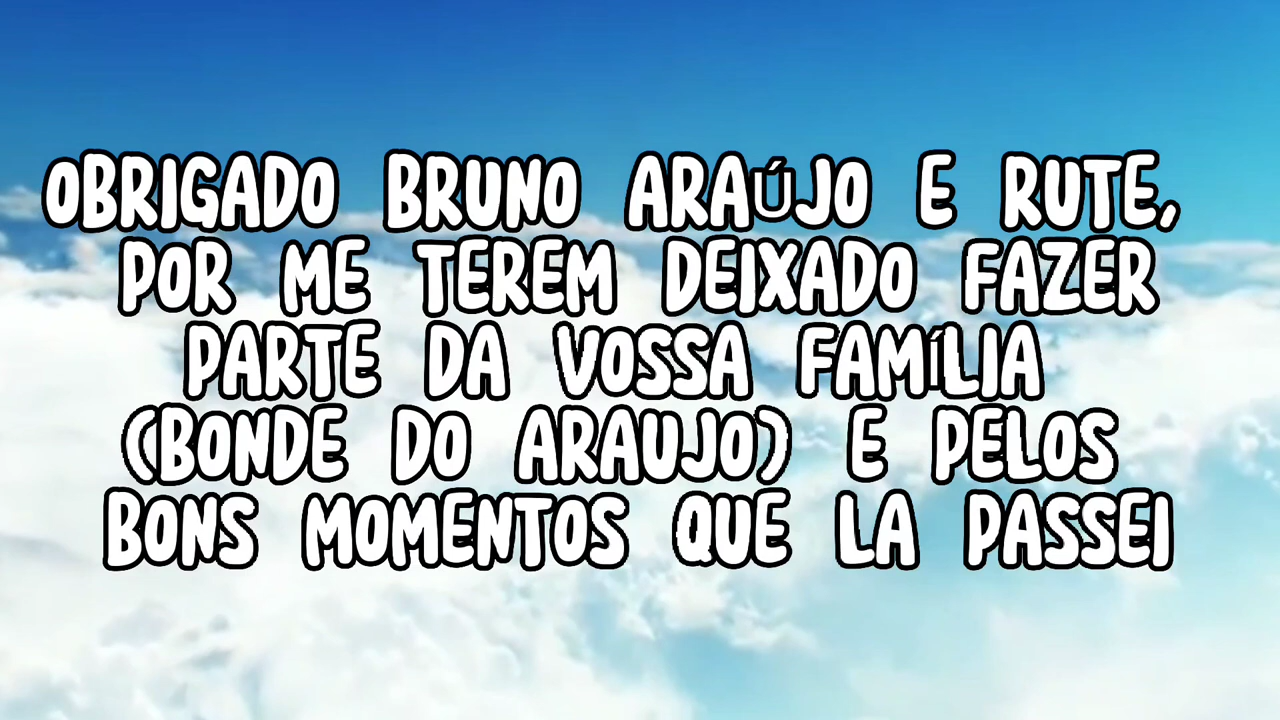 OBRIGADO BRUNO ARAÚJO E RUTE,
POR ME TEREM DEIXADO FAZER
PARTE DA VOSSA FAMÍLIA
(BONDE DO ARAUJO) E PELOS
BONS MOMENTOS QUE LA PASSEI